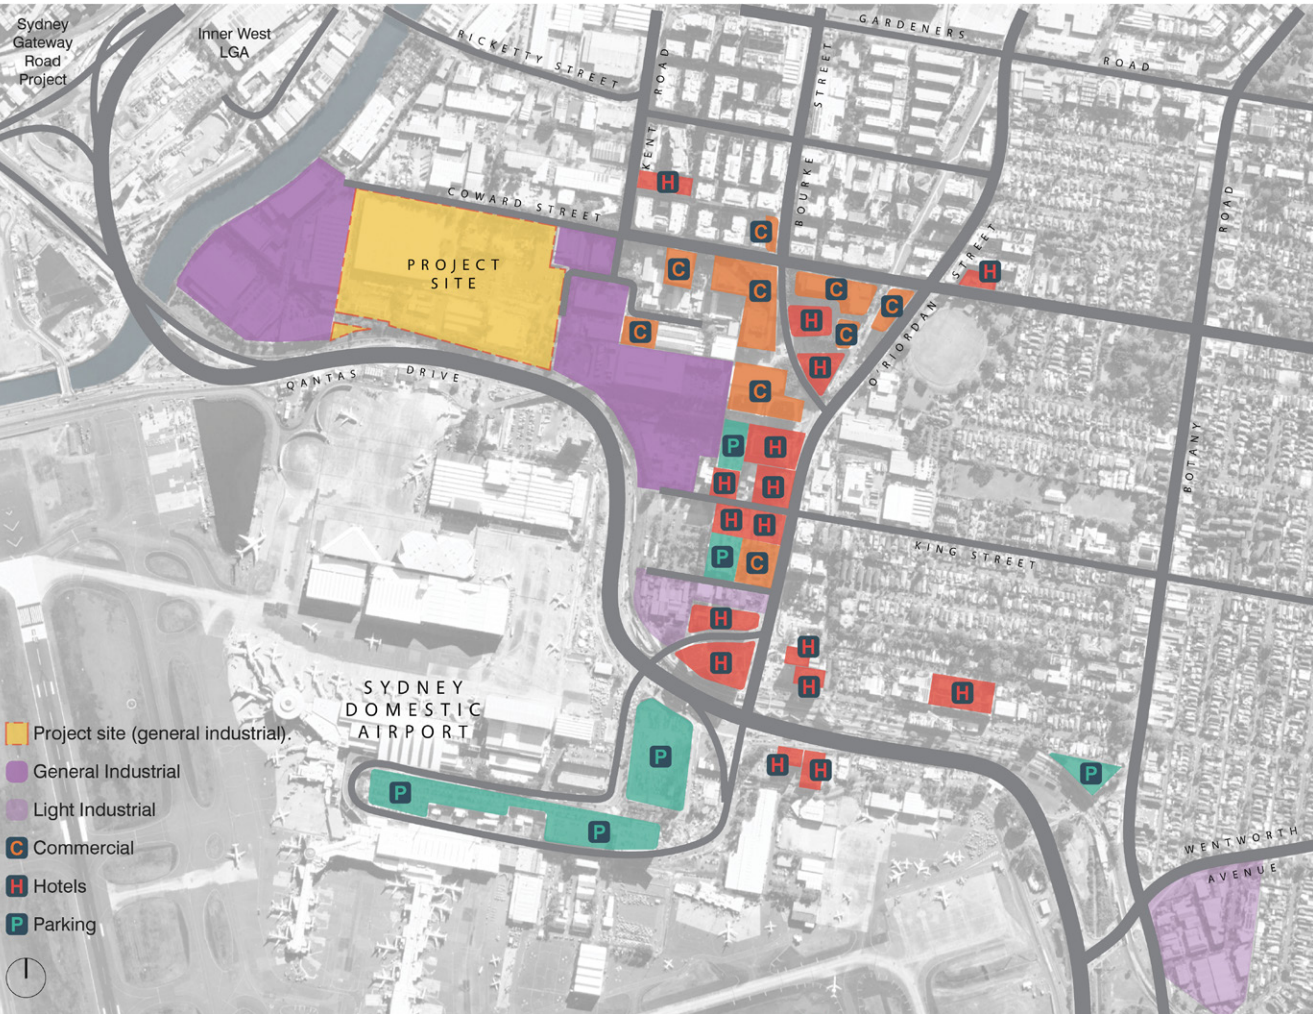 Sydney
Gateway
Road
Project
Inner West
LGA
RICKETTY STREET
GARDENERS
ROAD
KENT
ROAD
BOURKE
STREET
COWARD STREET
PROJECT
SITE
H
C
C
C
C
C
C
C
H
H
H
O'RIORDAN
STREET
BOTANY
ROAD
QANTAS
DRIVE
C
P
H
H
H
H
H
P
C
KING STREET
H
H
H
H
H
SYDNEY
DOMESTIC
AIRPORT
P
P
P
H
H
P
WENTWORTH
AVENUE
Project site (general industrial).
General Industrial
Light Industrial
C Commercial
H Hotels
P Parking